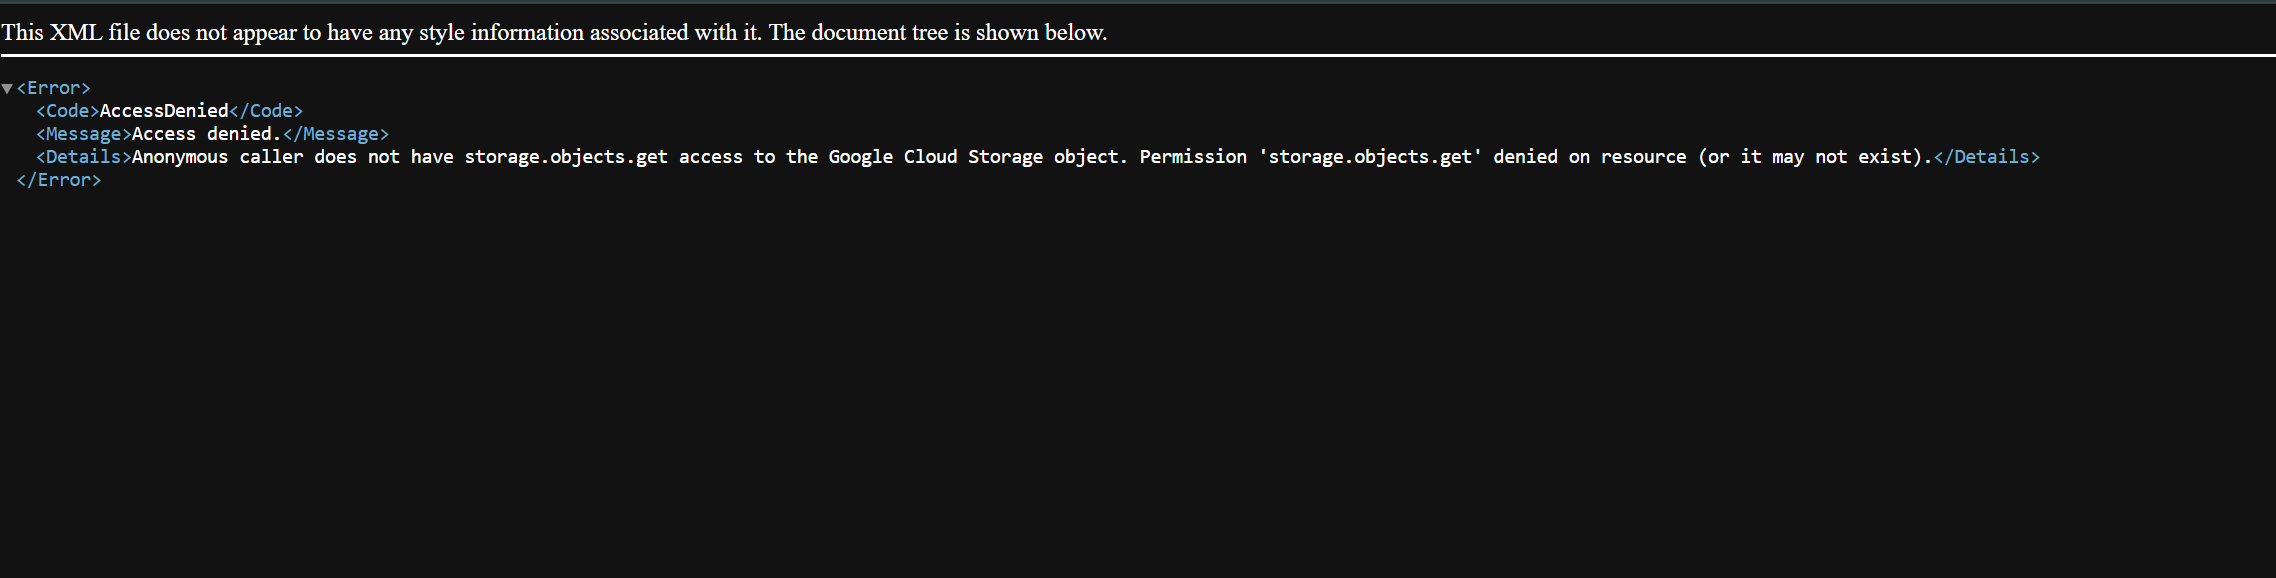 This XML file does not appear to have any style information associated with it. The document tree is shown below.
▼<Error>
<Code>AccessDenied</Code>
<Message>Access denied.</Message>
<Details>Anonymous caller does not have storage.objects.get access to the Google Cloud Storage object. Permission 'storage.objects.get' denied on resource (or it may not exist).</Details>
</Error>